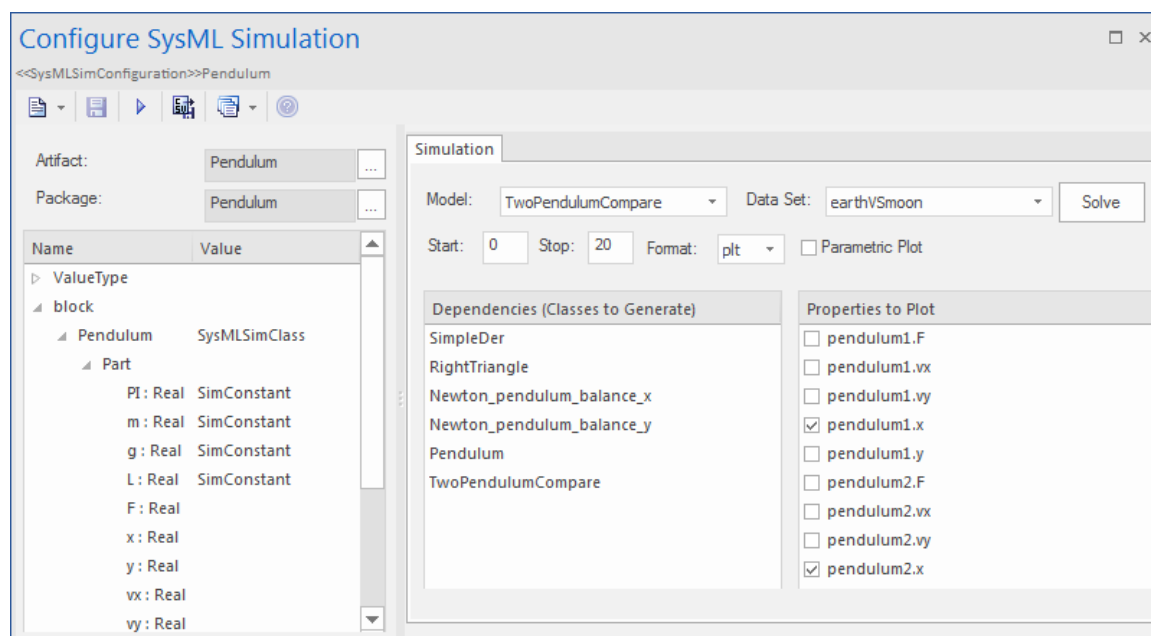 Configure SysML Simulation
<<SysMLSimConfiguration>>Pendulum
Artifact: Pendulum ...
Package: Pendulum ...
Name Value
ValueType
block
Pendulum SysMLSimClass
Part
PI : Real SimConstant
m : Real SimConstant
g : Real SimConstant
L : Real SimConstant
F : Real
x : Real
y : Real
vx : Real
vy : Real
Simulation
Model: TwoPendulumCompare Data Set: earthVSmoon Solve
Start: 0 Stop: 20 Format: plt Parametric Plot
Dependencies (Classes to Generate)
SimpleDer
RightTriangle
Newton_pendulum_balance_x
Newton_pendulum_balance_y
Pendulum
TwoPendulumCompare
Properties to Plot
pendulum1.F
pendulum1.vx
pendulum1.vy
pendulum1.x
pendulum1.y
pendulum2.F
pendulum2.vx
pendulum2.vy
pendulum2.x